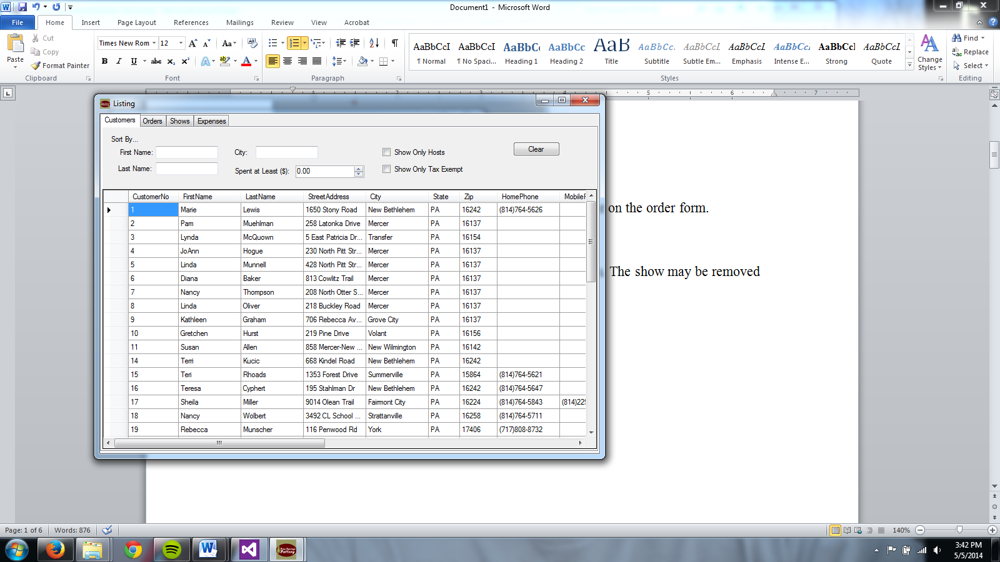 Document1 - Microsoft Word
File Home Insert Page Layout References Mailings Review View Acrobat
Paste
Cut
Copy
Format Painter
Clipboard
Times New Rom 12
Font
Paragraph
AaBbCcI AaBbCcI AaBbCc AaBbCc AaB AaBbCc AaBbCcL AaBbCcL AaBbCc AaBbCcI AaBbCcL
¶ Normal ¶ No Spaci... Heading 1 Heading 2 Title Subtitle Subtle Em... Emphasis Intense E... Strong Quote
Styles
Change Styles
Find
Replace
Select
Editing
Listing
Customers Orders Shows Expenses
Sort By...
First Name: City: Show Only Hosts Clear
Last Name: Spent at Least ($): 0.00 Show Only Tax Exempt
CustomerNo FirstName LastName StreetAddress City State Zip HomePhone
1 Marie Lewis 1650 Stony Road New Bethlehem PA 16242 (814)764-5626
2 Pam Muehlman 258 Latonka Drive Mercer PA 16137
3 Lynda McQuown 5 East Patricia Dr... Transfer PA 16154
4 JoAnn Hogue 230 North Pitt Str... Mercer PA 16137
5 Linda Munnell 428 North Pitt Str... Mercer PA 16137
6 Diana Baker 813 Cowlitz Trail Mercer PA 16137
7 Nancy Thompson 208 North Otter S... Mercer PA 16137
8 Linda Oliver 218 Buckley Road Mercer PA 16137
9 Kathleen Graham 706 Rebecca Av... Grove City PA 16137
10 Gretchen Hurst 219 Pine Drive Volant PA 16156
11 Susan Allen 858 Mercer-New ... New Wilmington PA 16142
14 Terri Kucic 668 Kindel Road New Bethlehem PA 16242
15 Teri Rhoads 1353 Forest Drive Summerville PA 15864 (814)764-5621
16 Teresa Cyphert 195 Stahlman Dr New Bethlehem PA 16242 (814)764-5647
17 Sheila Miller 9014 Olean Trail Fairmont City PA 16224 (814)764-5843 (814)229
18 Nancy Wolbert 3492 CL School ... Strattanville PA 16258 (814)764-5711
19 Rebecca Munscher 116 Penwood Rd York PA 17406 (717)808-8732
on the order form.
The show may be removed
Page: 1 of 6 Words: 876 140%
3:42 PM
5/5/2014